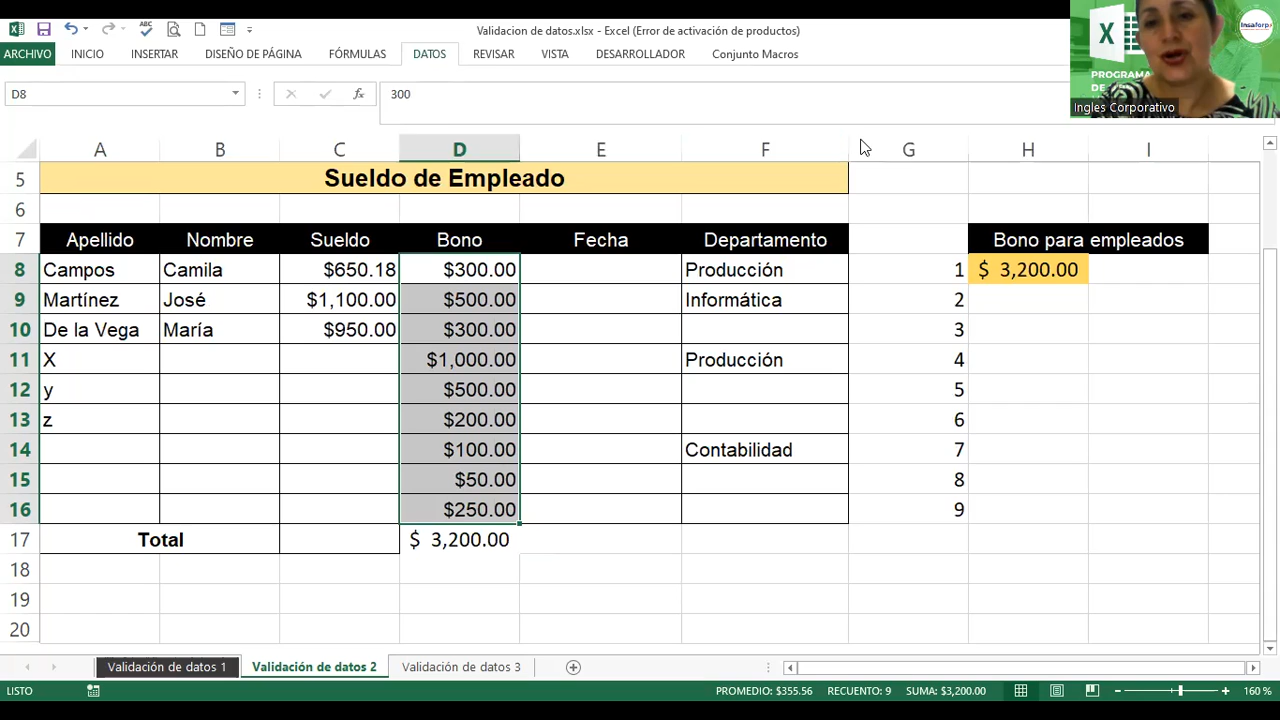 Validacion de datos.xlsx - Excel (Error de activación de productos)
ARCHIVO INICIO INSERTAR DISEÑO DE PÁGINA FÓRMULAS DATOS REVISAR VISTA DESARROLLADOR Conjunto Macros
PROGRAMA
DE
Ingles Corporativo
Insaforp
D8 fx 300
A B C D E F G H I
5 Sueldo de Empleado
6
7 Apellido Nombre Sueldo Bono Fecha Departamento Bono para empleados
8 Campos Camila $650.18 $300.00 Producción 1 $ 3,200.00
9 Martínez José $1,100.00 $500.00 Informática 2
10 De la Vega María $950.00 $300.00 3
11 X $1,000.00 Producción 4
12 y $500.00 5
13 z $200.00 6
14 $100.00 Contabilidad 7
15 $50.00 8
16 $250.00 9
17 Total $ 3,200.00
18
19
20
Validación de datos 1 Validación de datos 2 Validación de datos 3
LISTO PROMEDIO: $355.56 RECUENTO: 9 SUMA: $3,200.00 160 %